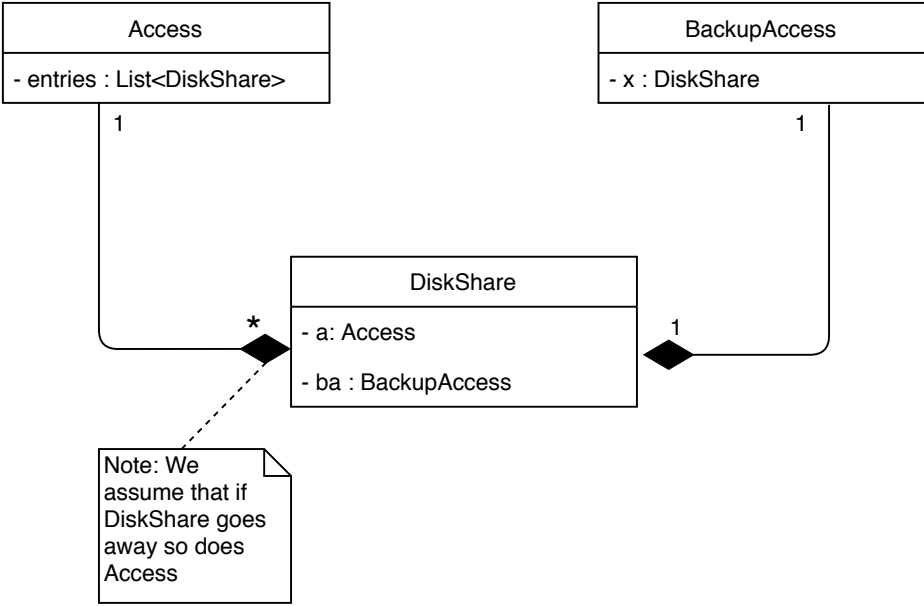 Access
- entries : List<DiskShare>
BackupAccess
- x : DiskShare
1
1
DiskShare
- a: Access
- ba : BackupAccess
*
1
Note: We
assume that if
DiskShare goes
away so does
Access